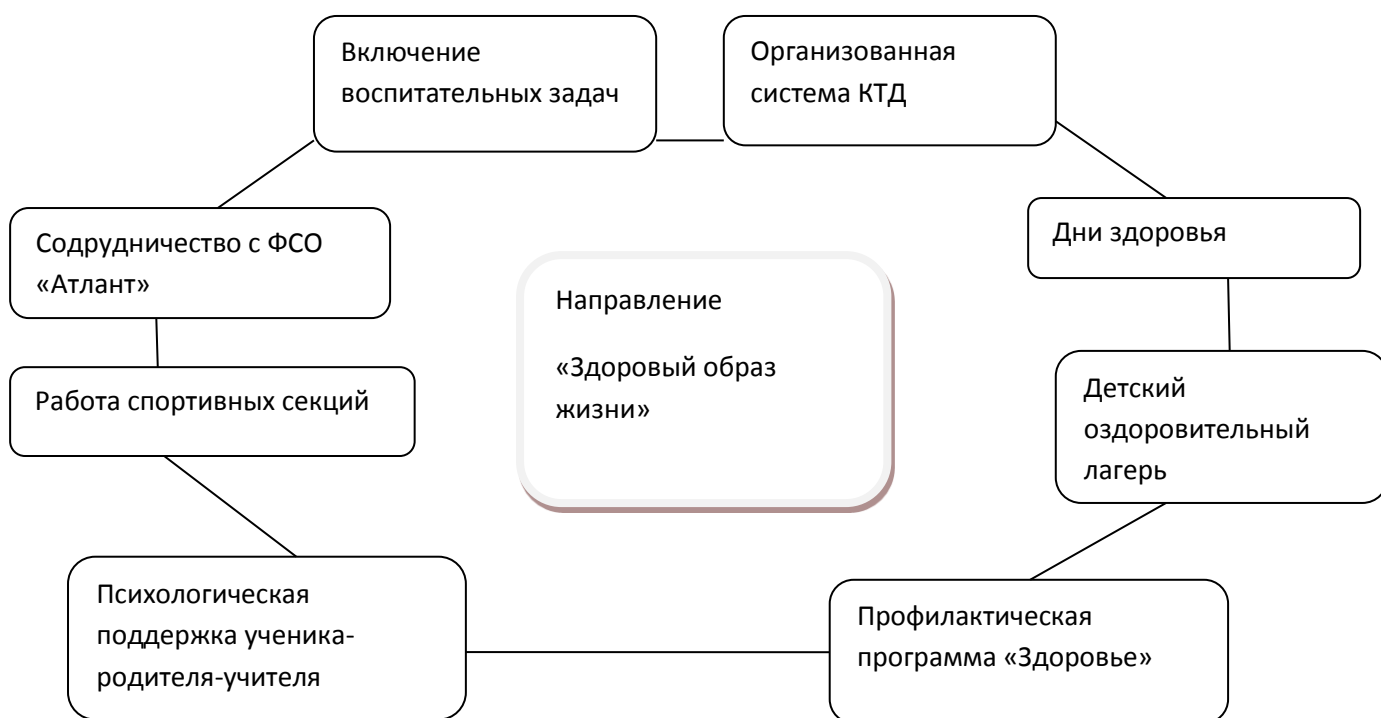 Включение
воспитательных задач
Организованная
система КТД
Содрудничество с ФСО
«Атлант»
Дни здоровья
Направление
«Здоровый образ
жизни»
Работа спортивных секций
Детский
оздоровительный
лагерь
Психологическая
поддержка ученика-
родителя-учителя
Профилактическая
программа «Здоровье»